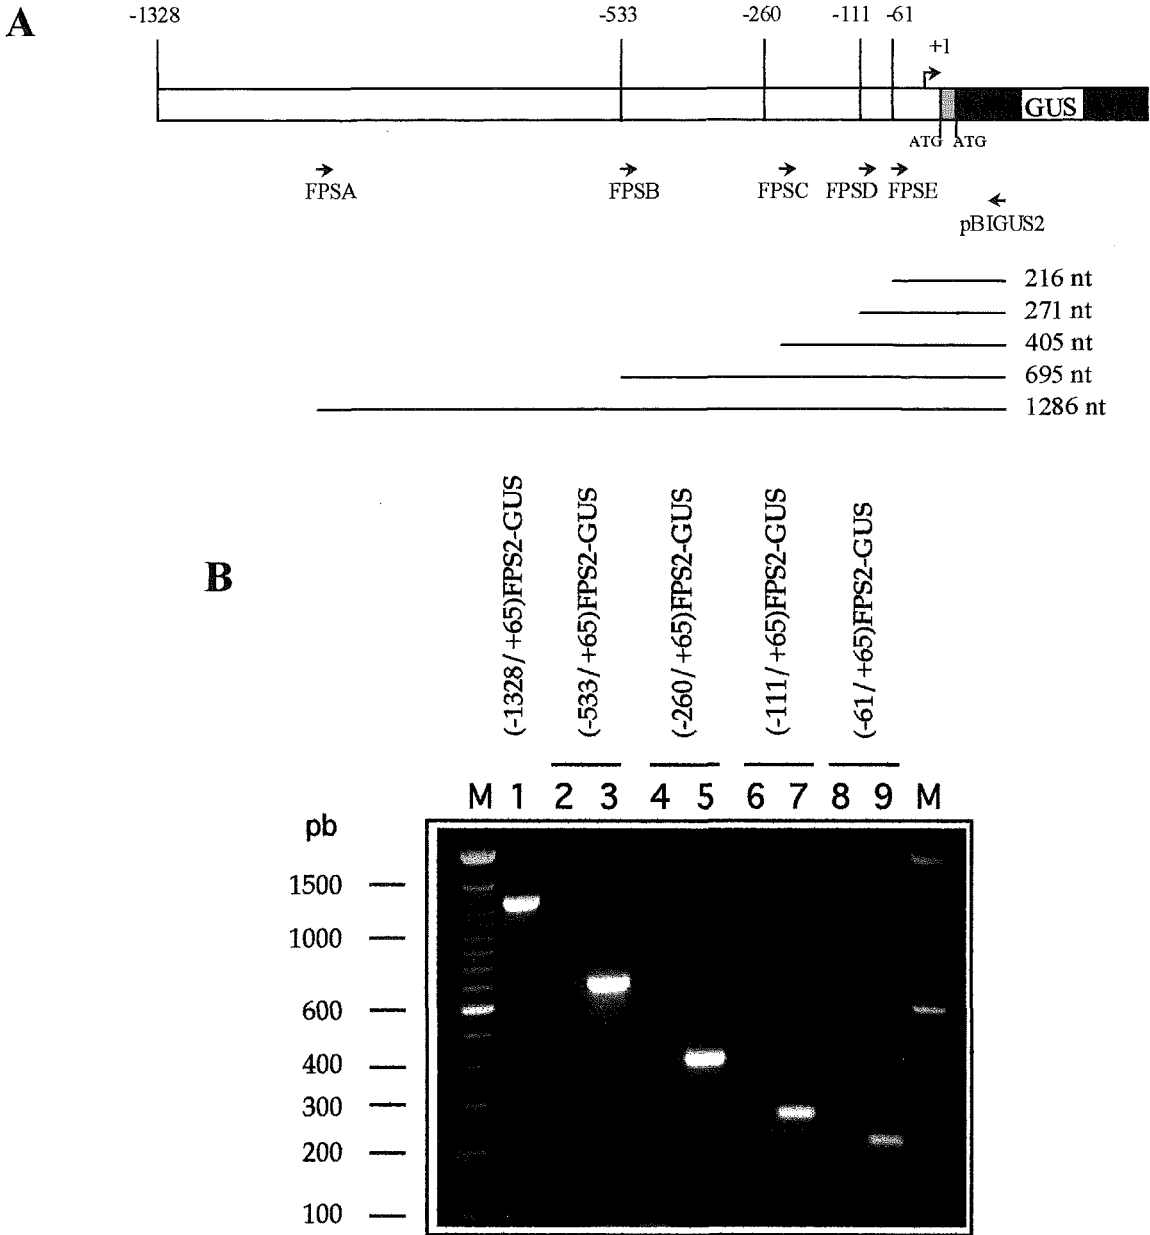 A
-1328 -533 -260 -111 -61
+1
GUS
ATG ATG
FPSA FPSB FPSC FPSD FPSE
pBIGUS2
216 nt
271 nt
405 nt
695 nt
1286 nt
B
(-1328/+65)FPS2-GUS
(-533/+65)FPS2-GUS
(-260/+65)FPS2-GUS
(-111/+65)FPS2-GUS
(-61/+65)FPS2-GUS
M 1 2 3 4 5 6 7 8 9 M
pb
1500
1000
600
400
300
200
100